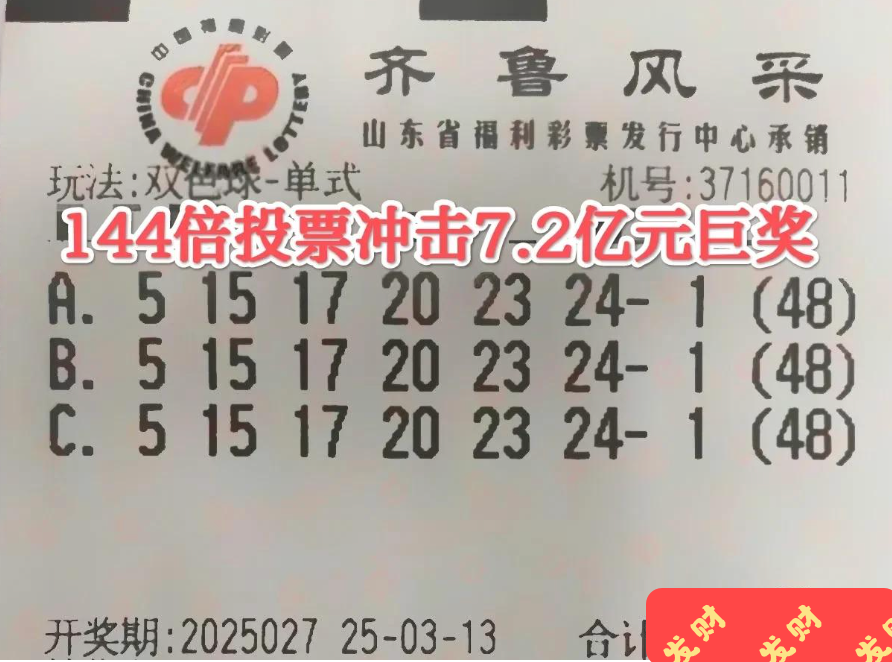 中国福利彩票
CHINA WELFARE LOTTERY
齐鲁风采
山东省福利彩票发行中心承销
玩法:双色球-单式 机号:37160011
144倍投票冲击7.2亿元巨奖
A. 5 15 17 20 23 24- 1 (48)
B. 5 15 17 20 23 24- 1 (48)
C. 5 15 17 20 23 24- 1 (48)
开奖期:2025027 25-03-13 合计
发财 发财 发财